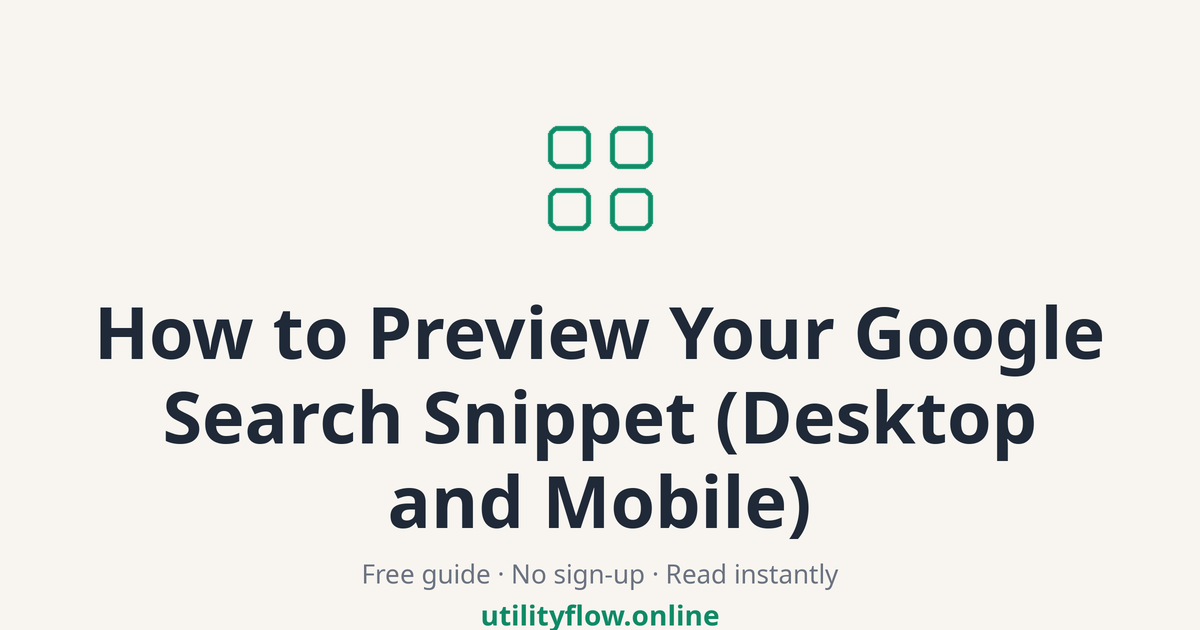 How to Preview Your Google
Search Snippet (Desktop
and Mobile)
Free guide · No sign-up · Read instantly
utilityflow.online